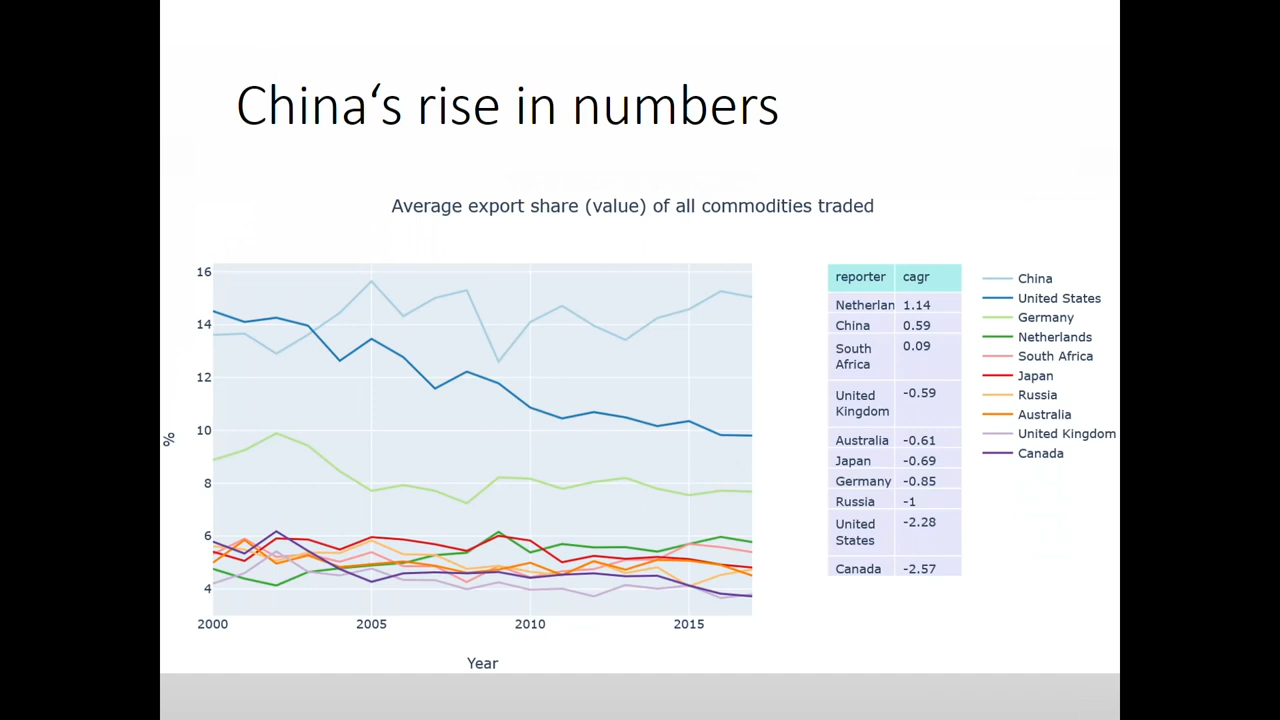 China‘s rise in numbers
Average export share (value) of all commodities traded
16
14
12
10
8
6
4
%
2000
2005
2010
2015
Year
reporter cagr
Netherlan 1.14
China 0.59
South 0.09
Africa
United -0.59
Kingdom
Australia -0.61
Japan -0.69
Germany -0.85
Russia -1
United -2.28
States
Canada -2.57
China
United States
Germany
Netherlands
South Africa
Japan
Russia
Australia
United Kingdom
Canada